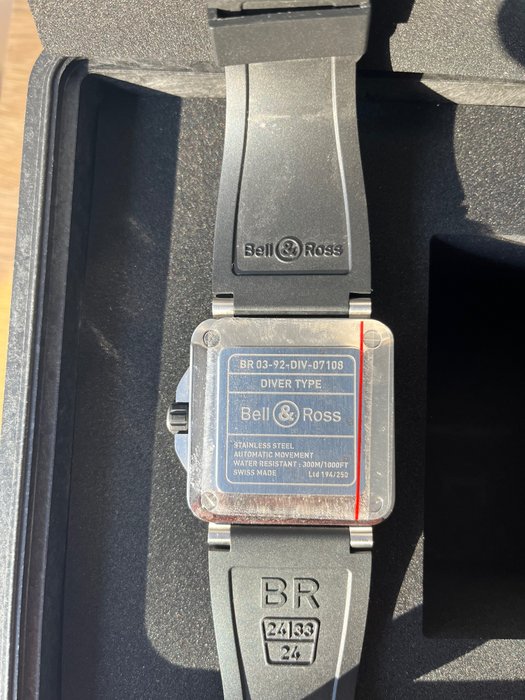 Bell & Ross
BR 03-92-DIV-07108
DIVER TYPE
Bell & Ross
STAINLESS STEEL
AUTOMATIC MOVEMENT
WATER RESISTANT : 300M/1000FT
SWISS MADE Ltd 194/250
BR
24|33
24